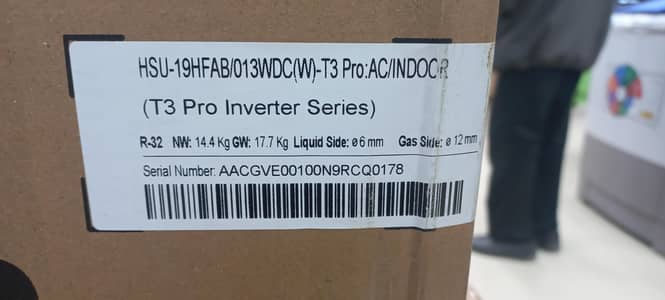 HSU-19HFAB/013WDC(W)-T3 Pro:AC/INDOOR
(T3 Pro Inverter Series)
R-32 NW: 14.4 Kg GW: 17.7 Kg Liquid Side: ø6 mm Gas Side: ø 12 mm
Serial Number: AACGVE00100N9RCQ0178